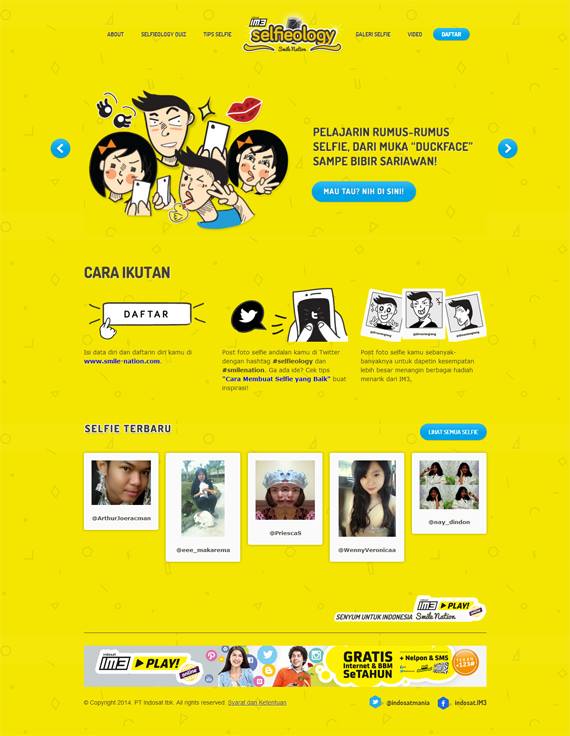 ABOUT
SELFIEOLOGY QUIZ
TIPS SELFIE
IM3
selfieology
Smile Nation
GALERI SELFIE
VIDEO
DAFTAR
PELAJARIN RUMUS-RUMUS
SELFIE, DARI MUKA "DUCKFACE"
SAMPE BIBIR SARIAWAN!
MAU TAU? NIH DI SINI!
CARA IKUTAN
DAFTAR
Isi data diri dan daftarin diri kamu di
www.smile-nation.com.
Post foto selfie andalan kamu di Twitter
dengan hashtag #selfieology dan
#smilenation. Ga ada ide? Cek tips
"Cara Membuat Selfie yang Baik" buat
inspirasi!
Post foto selfie kamu sebanyak-
banyaknya untuk dapetin kesempatan
lebih besar menangin berbagai hadiah
menarik dari IM3.
SELFIE TERBARU
LIHAT SEMUA SELFIE
@ArthurJoeracman
@eee_makarema
@PriescaS
@WennyVeronicaa
@nay_dindon
SENYUM UNTUK INDONESIA
IM3 PLAY!
Smile Nation
indosat
IM3 PLAY!
online
GRATIS
Internet & BBM
SeTAHUN
+ Nelpon & SMS
*123#
© Copyright 2014. PT Indosat tbk. All rights reserved. Syarat dan Ketentuan
@indosatmania
indosat.IM3